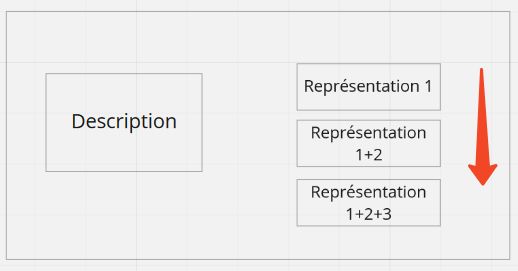 Description
Représentation 1
Représentation
1+2
Représentation
1+2+3